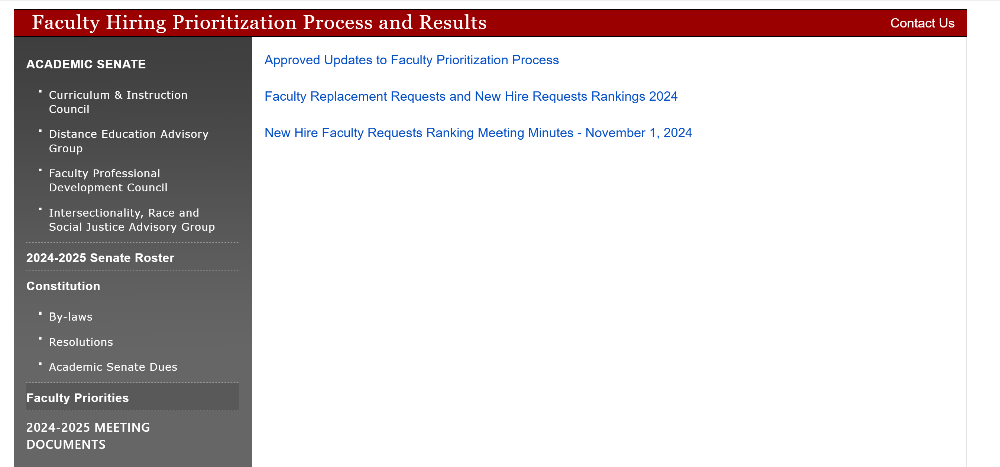 Faculty Hiring Prioritization Process and Results
Contact Us
ACADEMIC SENATE
Curriculum & Instruction
Council
Distance Education Advisory
Group
Faculty Professional
Development Council
Intersectionality, Race and
Social Justice Advisory Group
2024-2025 Senate Roster
Constitution
By-laws
Resolutions
Academic Senate Dues
Faculty Priorities
2024-2025 MEETING
DOCUMENTS
Approved Updates to Faculty Prioritization Process
Faculty Replacement Requests and New Hire Requests Rankings 2024
New Hire Faculty Requests Ranking Meeting Minutes - November 1, 2024